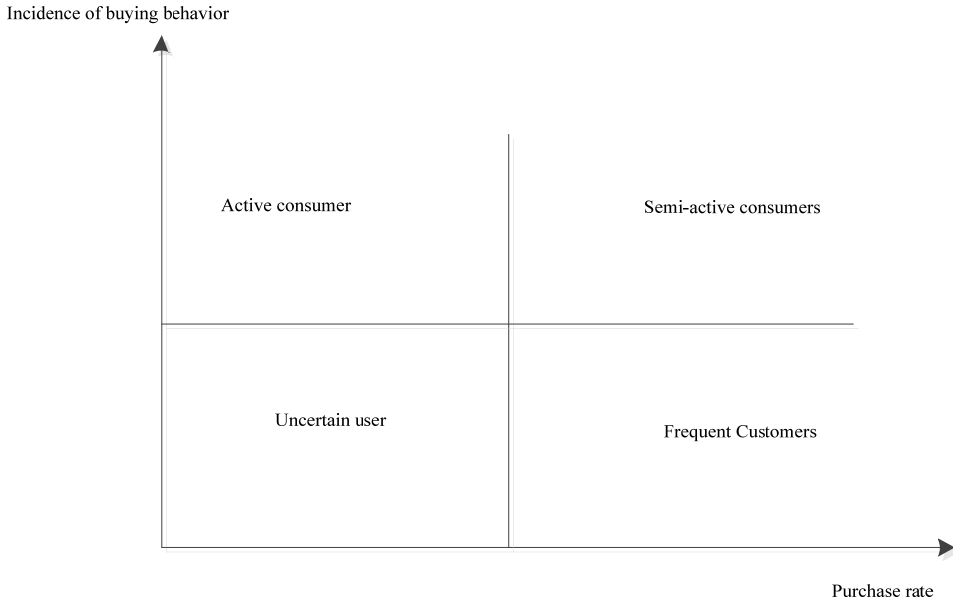 Incidence of buying behavior
Active consumer
Semi-active consumers
Uncertain user
Frequent Customers
Purchase rate